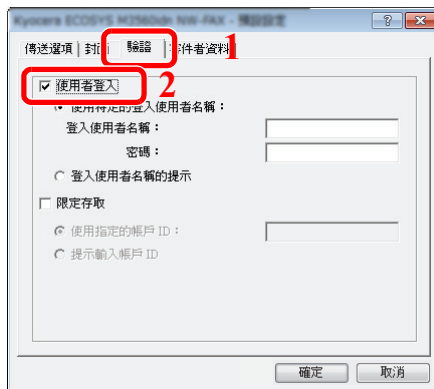 Kyocera ECOSYS M3560idn NW-FAX - 預設設定
傳送選項 封面 驗證 寄件者資料
1
使用者登入
2
使用特定的登入使用者名稱：
登入使用者名稱：
密碼：
登入使用者名稱的提示
限定存取
使用指定的帳戶 ID：
提示輸入帳戶 ID
確定 取消